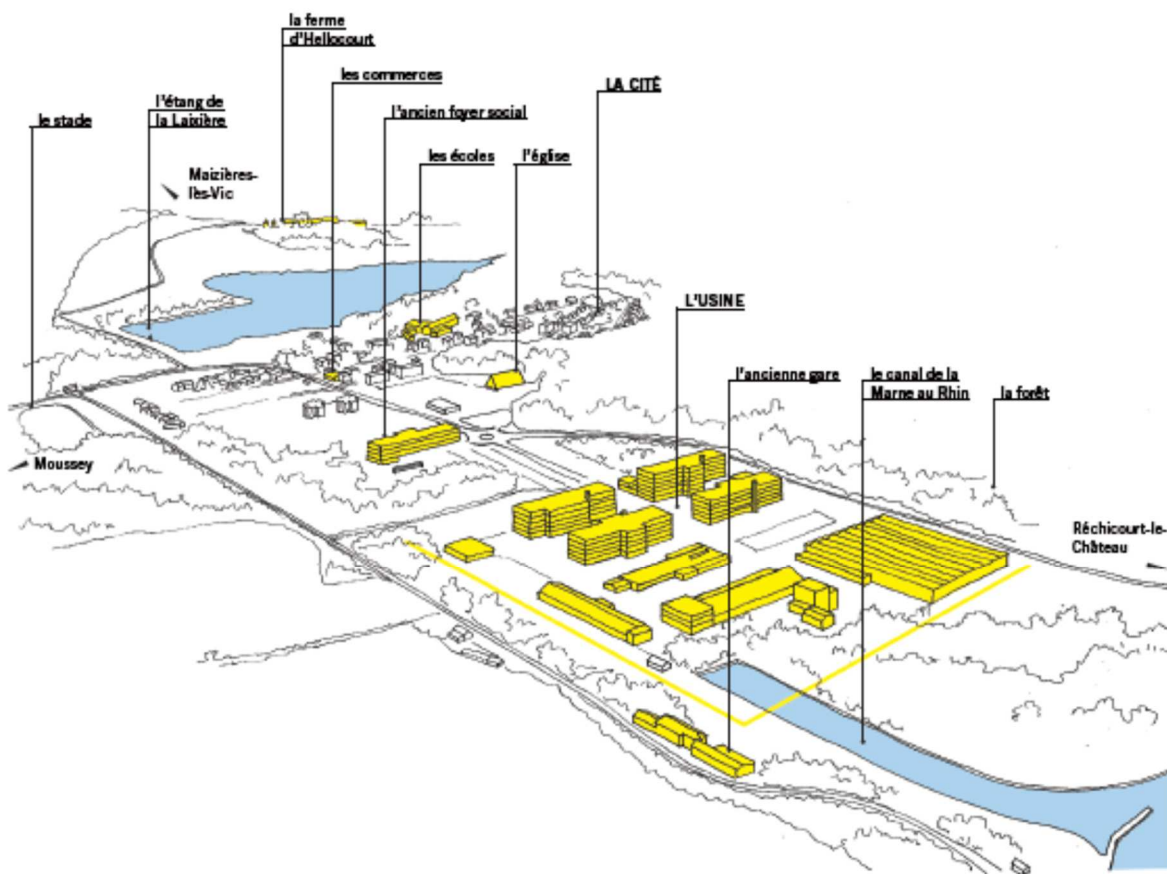 la ferme
d'Hellocourt
les commerces
LA CITÉ
l'étang de
la Laixière
l'ancien foyer social
le stade
les écoles
l'église
Maizières-
lès-Vic
L'USINE
l'ancienne gare
le canal de la
Marne au Rhin
la forêt
Moussey
Réchicourt-le-
Château